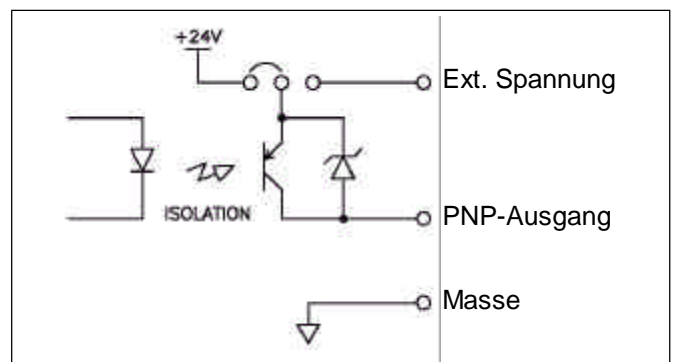 +24V
Ext. Spannung
ISOLATION
PNP-Ausgang
Masse